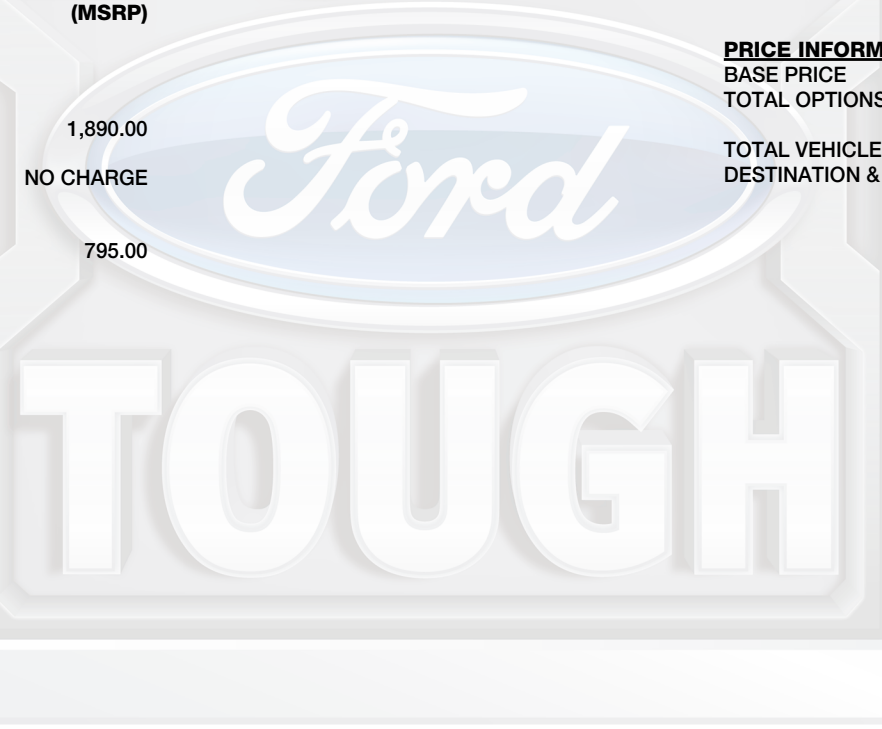 (MSRP)
1,890.00
NO CHARGE
795.00
PRICE INFORM
BASE PRICE
TOTAL OPTIONS
TOTAL VEHICLE
DESTINATION &
Ford
TOUGH